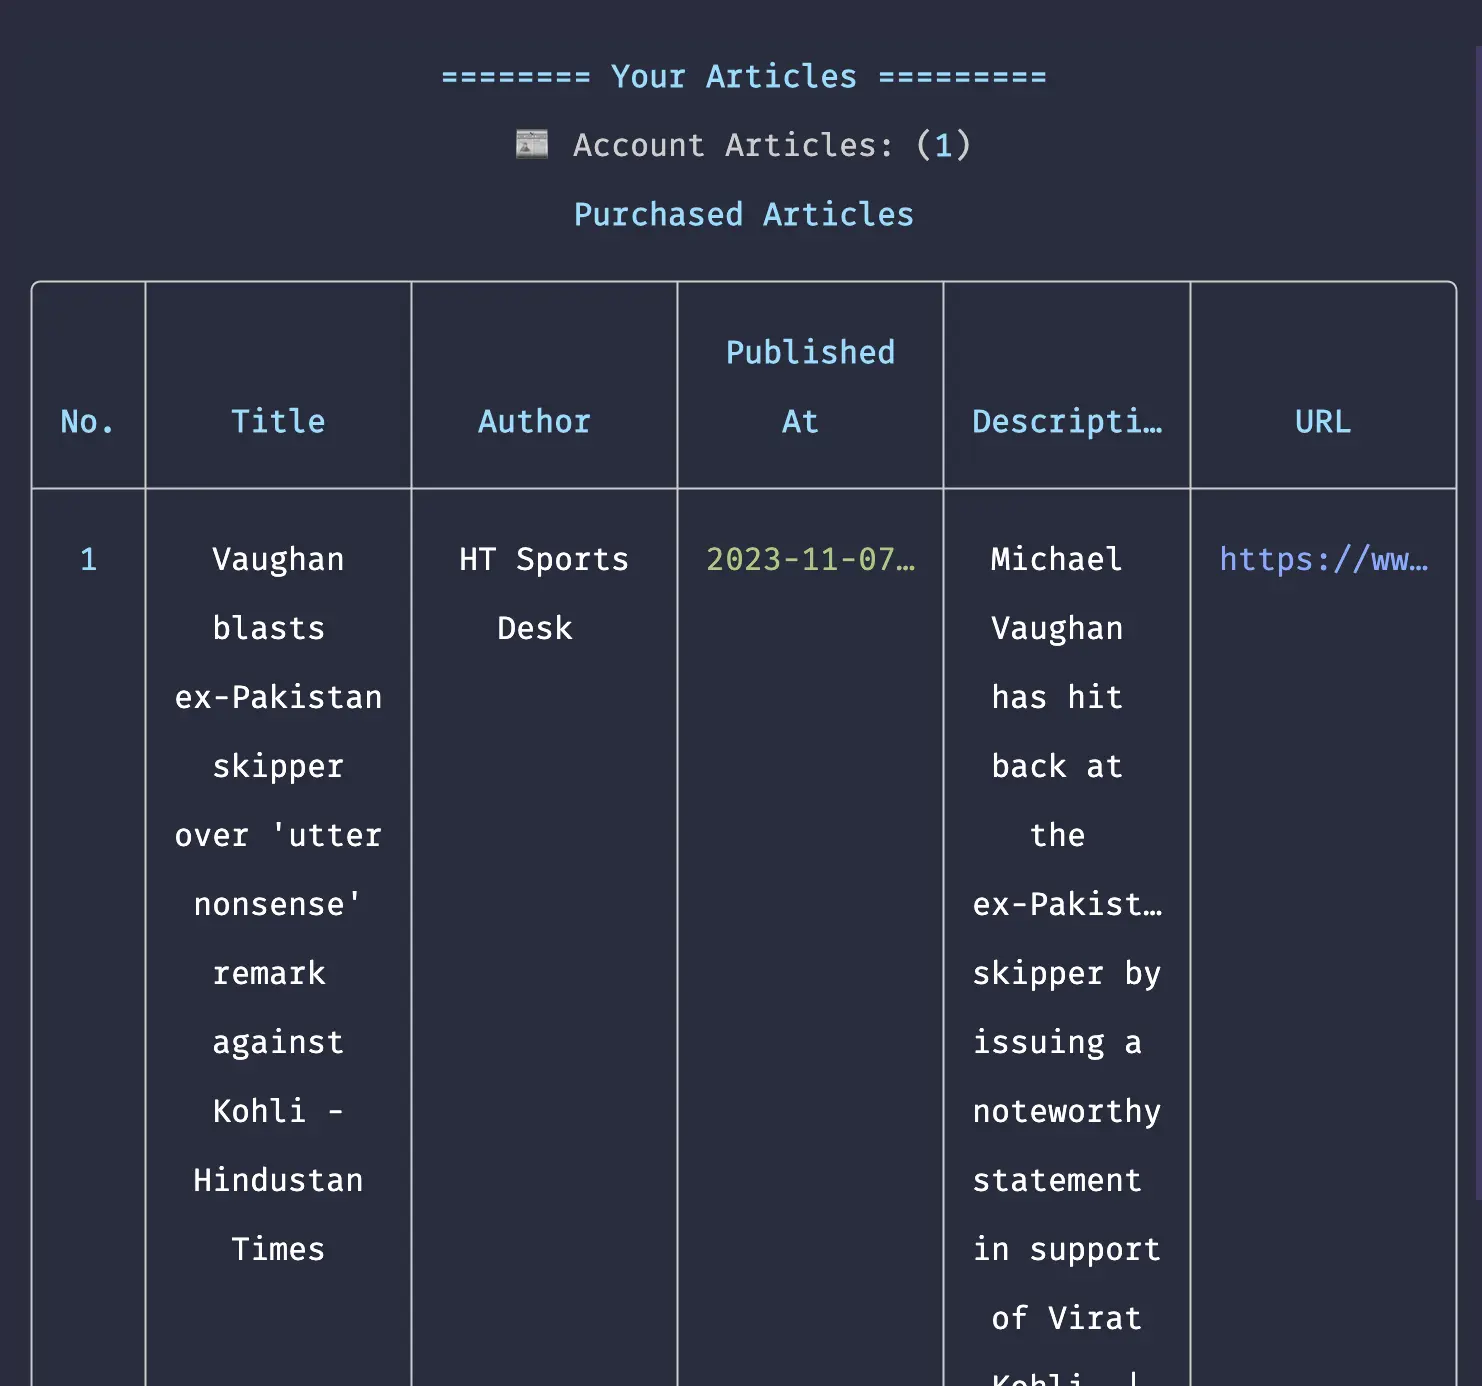 ======== Your Articles =========
📰 Account Articles: (1)
Purchased Articles
Published
No. Title Author At Descripti… URL
1 Vaughan HT Sports 2023-11-07… Michael https://ww…
blasts Desk Vaughan
ex-Pakistan has hit
skipper back at
over 'utter the
nonsense' ex-Pakist…
remark skipper by
against issuing a
Kohli - noteworthy
Hindustan statement
Times in support
of Virat
Kohli. |